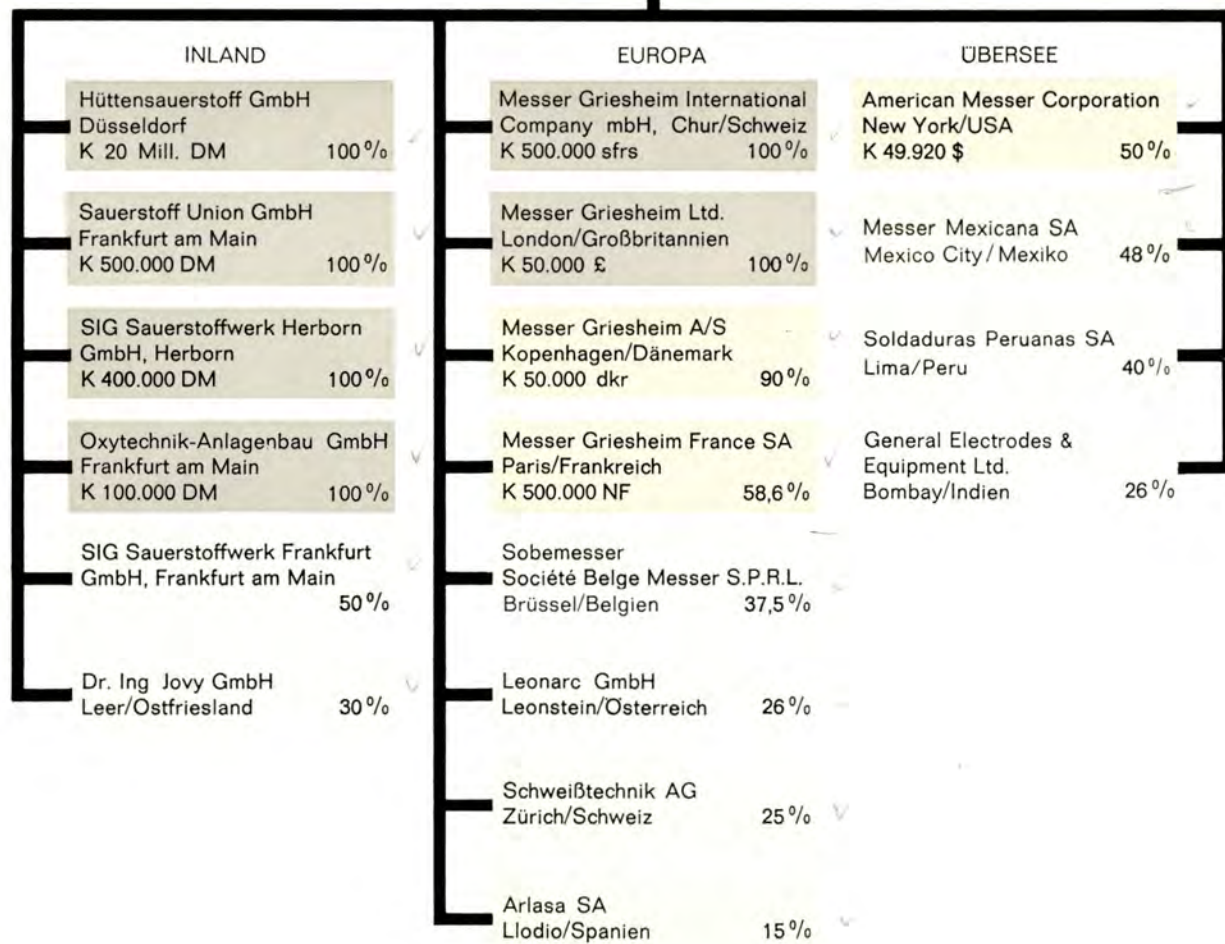 INLAND
Hüttensauerstoff GmbH
Düsseldorf
K 20 Mill. DM 100%
Sauerstoff Union GmbH
Frankfurt am Main
K 500.000 DM 100%
SIG Sauerstoffwerk Herborn
GmbH, Herborn
K 400.000 DM 100%
Oxytechnik-Anlagenbau GmbH
Frankfurt am Main
K 100.000 DM 100%
SIG Sauerstoffwerk Frankfurt
GmbH, Frankfurt am Main
50%
Dr. Ing Jovy GmbH
Leer/Ostfriesland 30%
EUROPA
Messer Griesheim International
Company mbH, Chur/Schweiz
K 500.000 sfrs 100%
Messer Griesheim Ltd.
London/Großbritannien
K 50.000 £ 100%
Messer Griesheim A/S
Kopenhagen/Dänemark
K 50.000 dkr 90%
Messer Griesheim France SA
Paris/Frankreich
K 500.000 NF 58,6%
Sobemesser
Société Belge Messer S.P.R.L.
Brüssel/Belgien 37,5%
Leonarc GmbH
Leonstein/Österreich 26%
Schweißtechnik AG
Zürich/Schweiz 25%
Arlasa SA
Llodio/Spanien 15%
ÜBERSEE
American Messer Corporation
New York/USA
K 49.920 $ 50%
Messer Mexicana SA
Mexico City/Mexiko 48%
Soldaduras Peruanas SA
Lima/Peru 40%
General Electrodes &
Equipment Ltd.
Bombay/Indien 26%